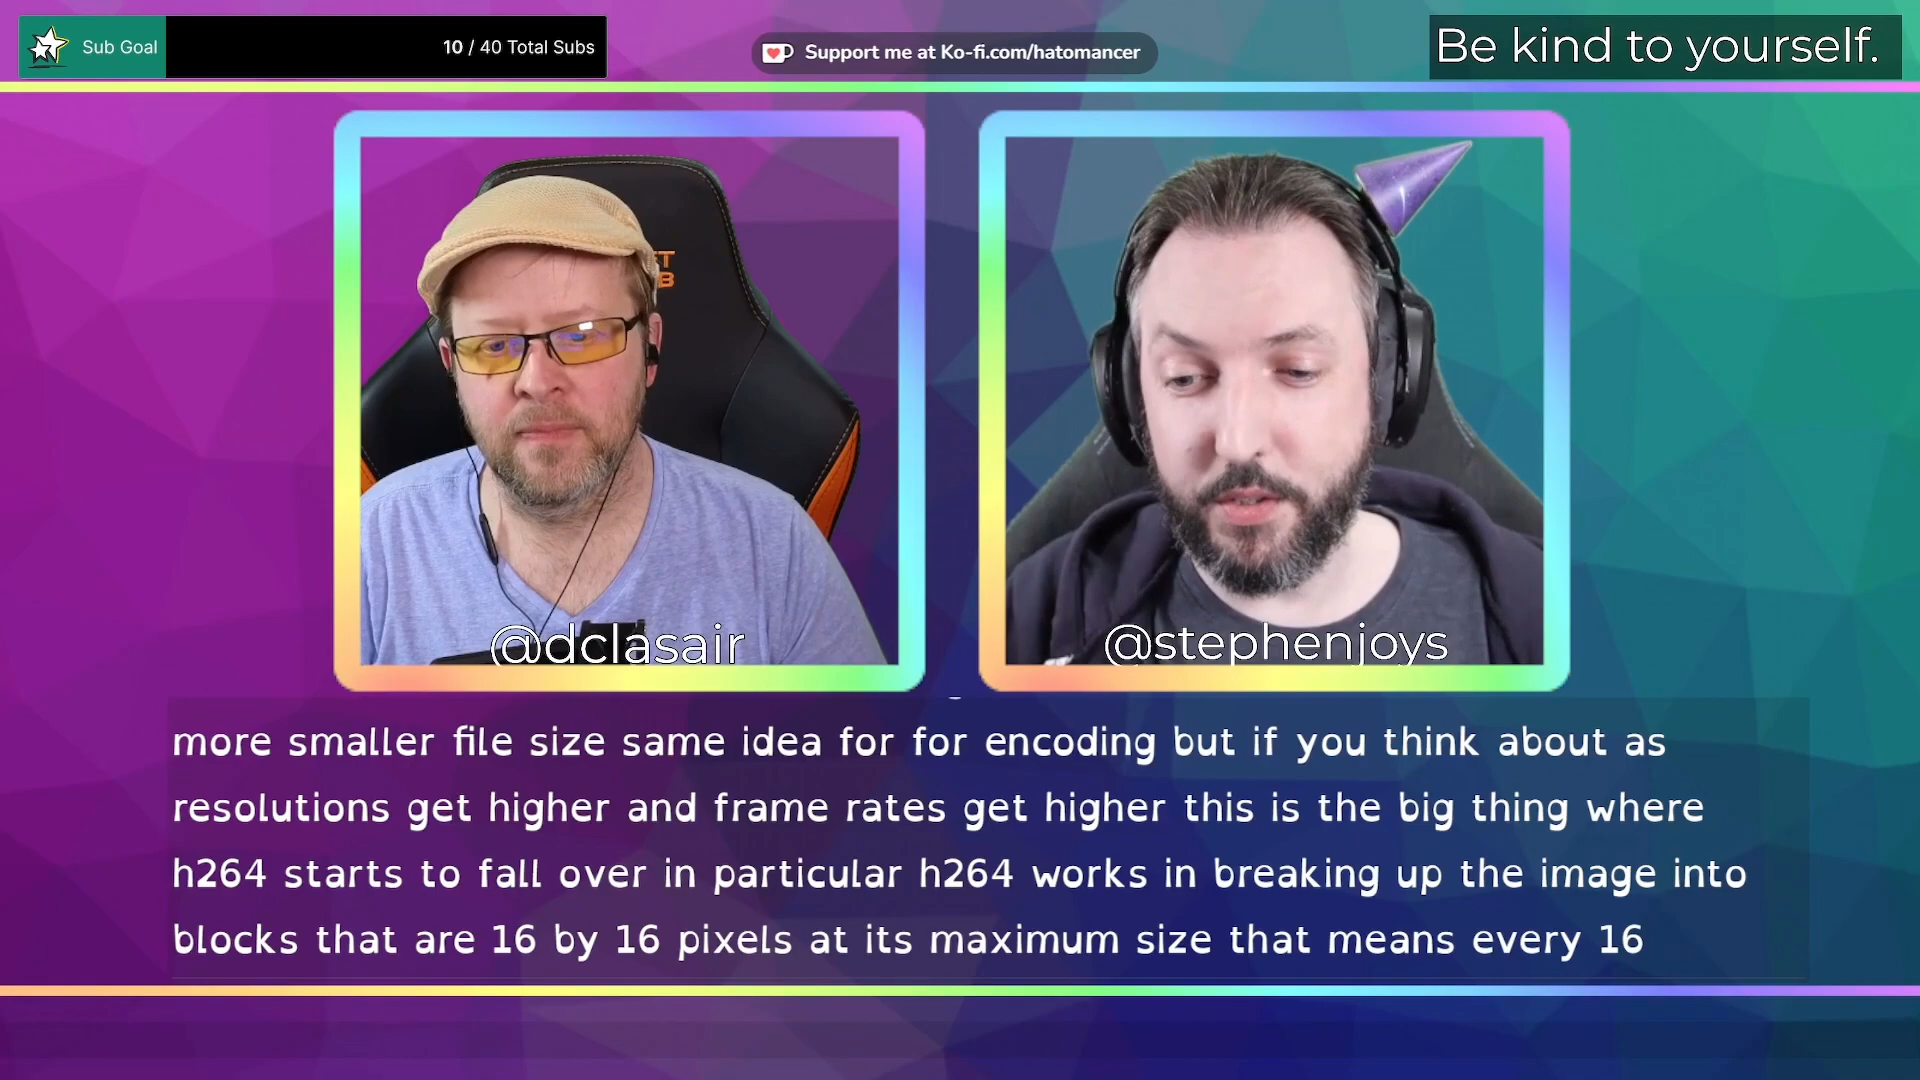 Sub Goal
10 / 40 Total Subs
Support me at Ko-fi.com/hatomancer
Be kind to yourself.
@dclasair
@stephenjoys
more smaller file size same idea for for encoding but if you think about as
resolutions get higher and frame rates get higher this is the big thing where
h264 starts to fall over in particular h264 works in breaking up the image into
blocks that are 16 by 16 pixels at its maximum size that means every 16